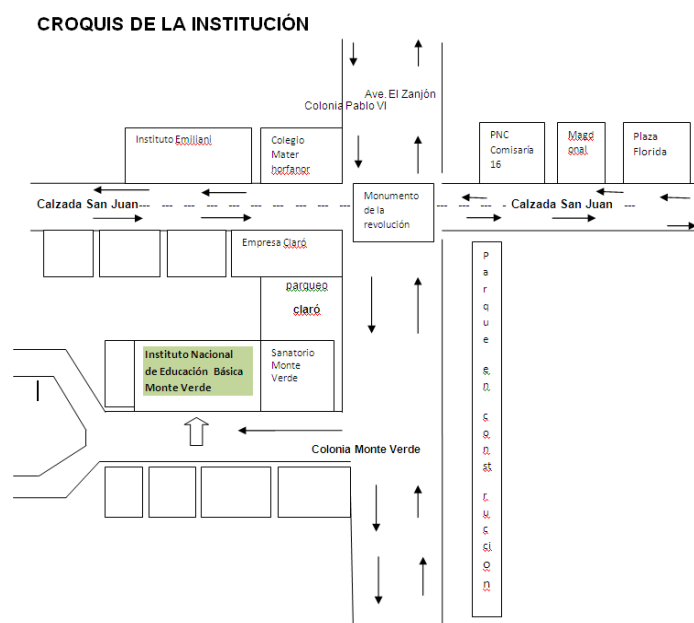 CROQUIS DE LA INSTITUCIÓN
Ave. El Zanjón
Colonia Pablo VI
Instituto Emiliani
Colegio
Mater
horfanor
PNC
Comisaría
16
Magd
onal
Plaza
Florida
Calzada San Juan
Monumento
de la
revolución
Calzada San Juan
Empresa Claró
parqueo
claró
Instituto Nacional
de Educación Básica
Monte Verde
Sanatorio
Monte
Verde
Colonia Monte Verde
P
a
r
q
u
e
e
n
c
o
n
st
r
u
c
ci
o
n